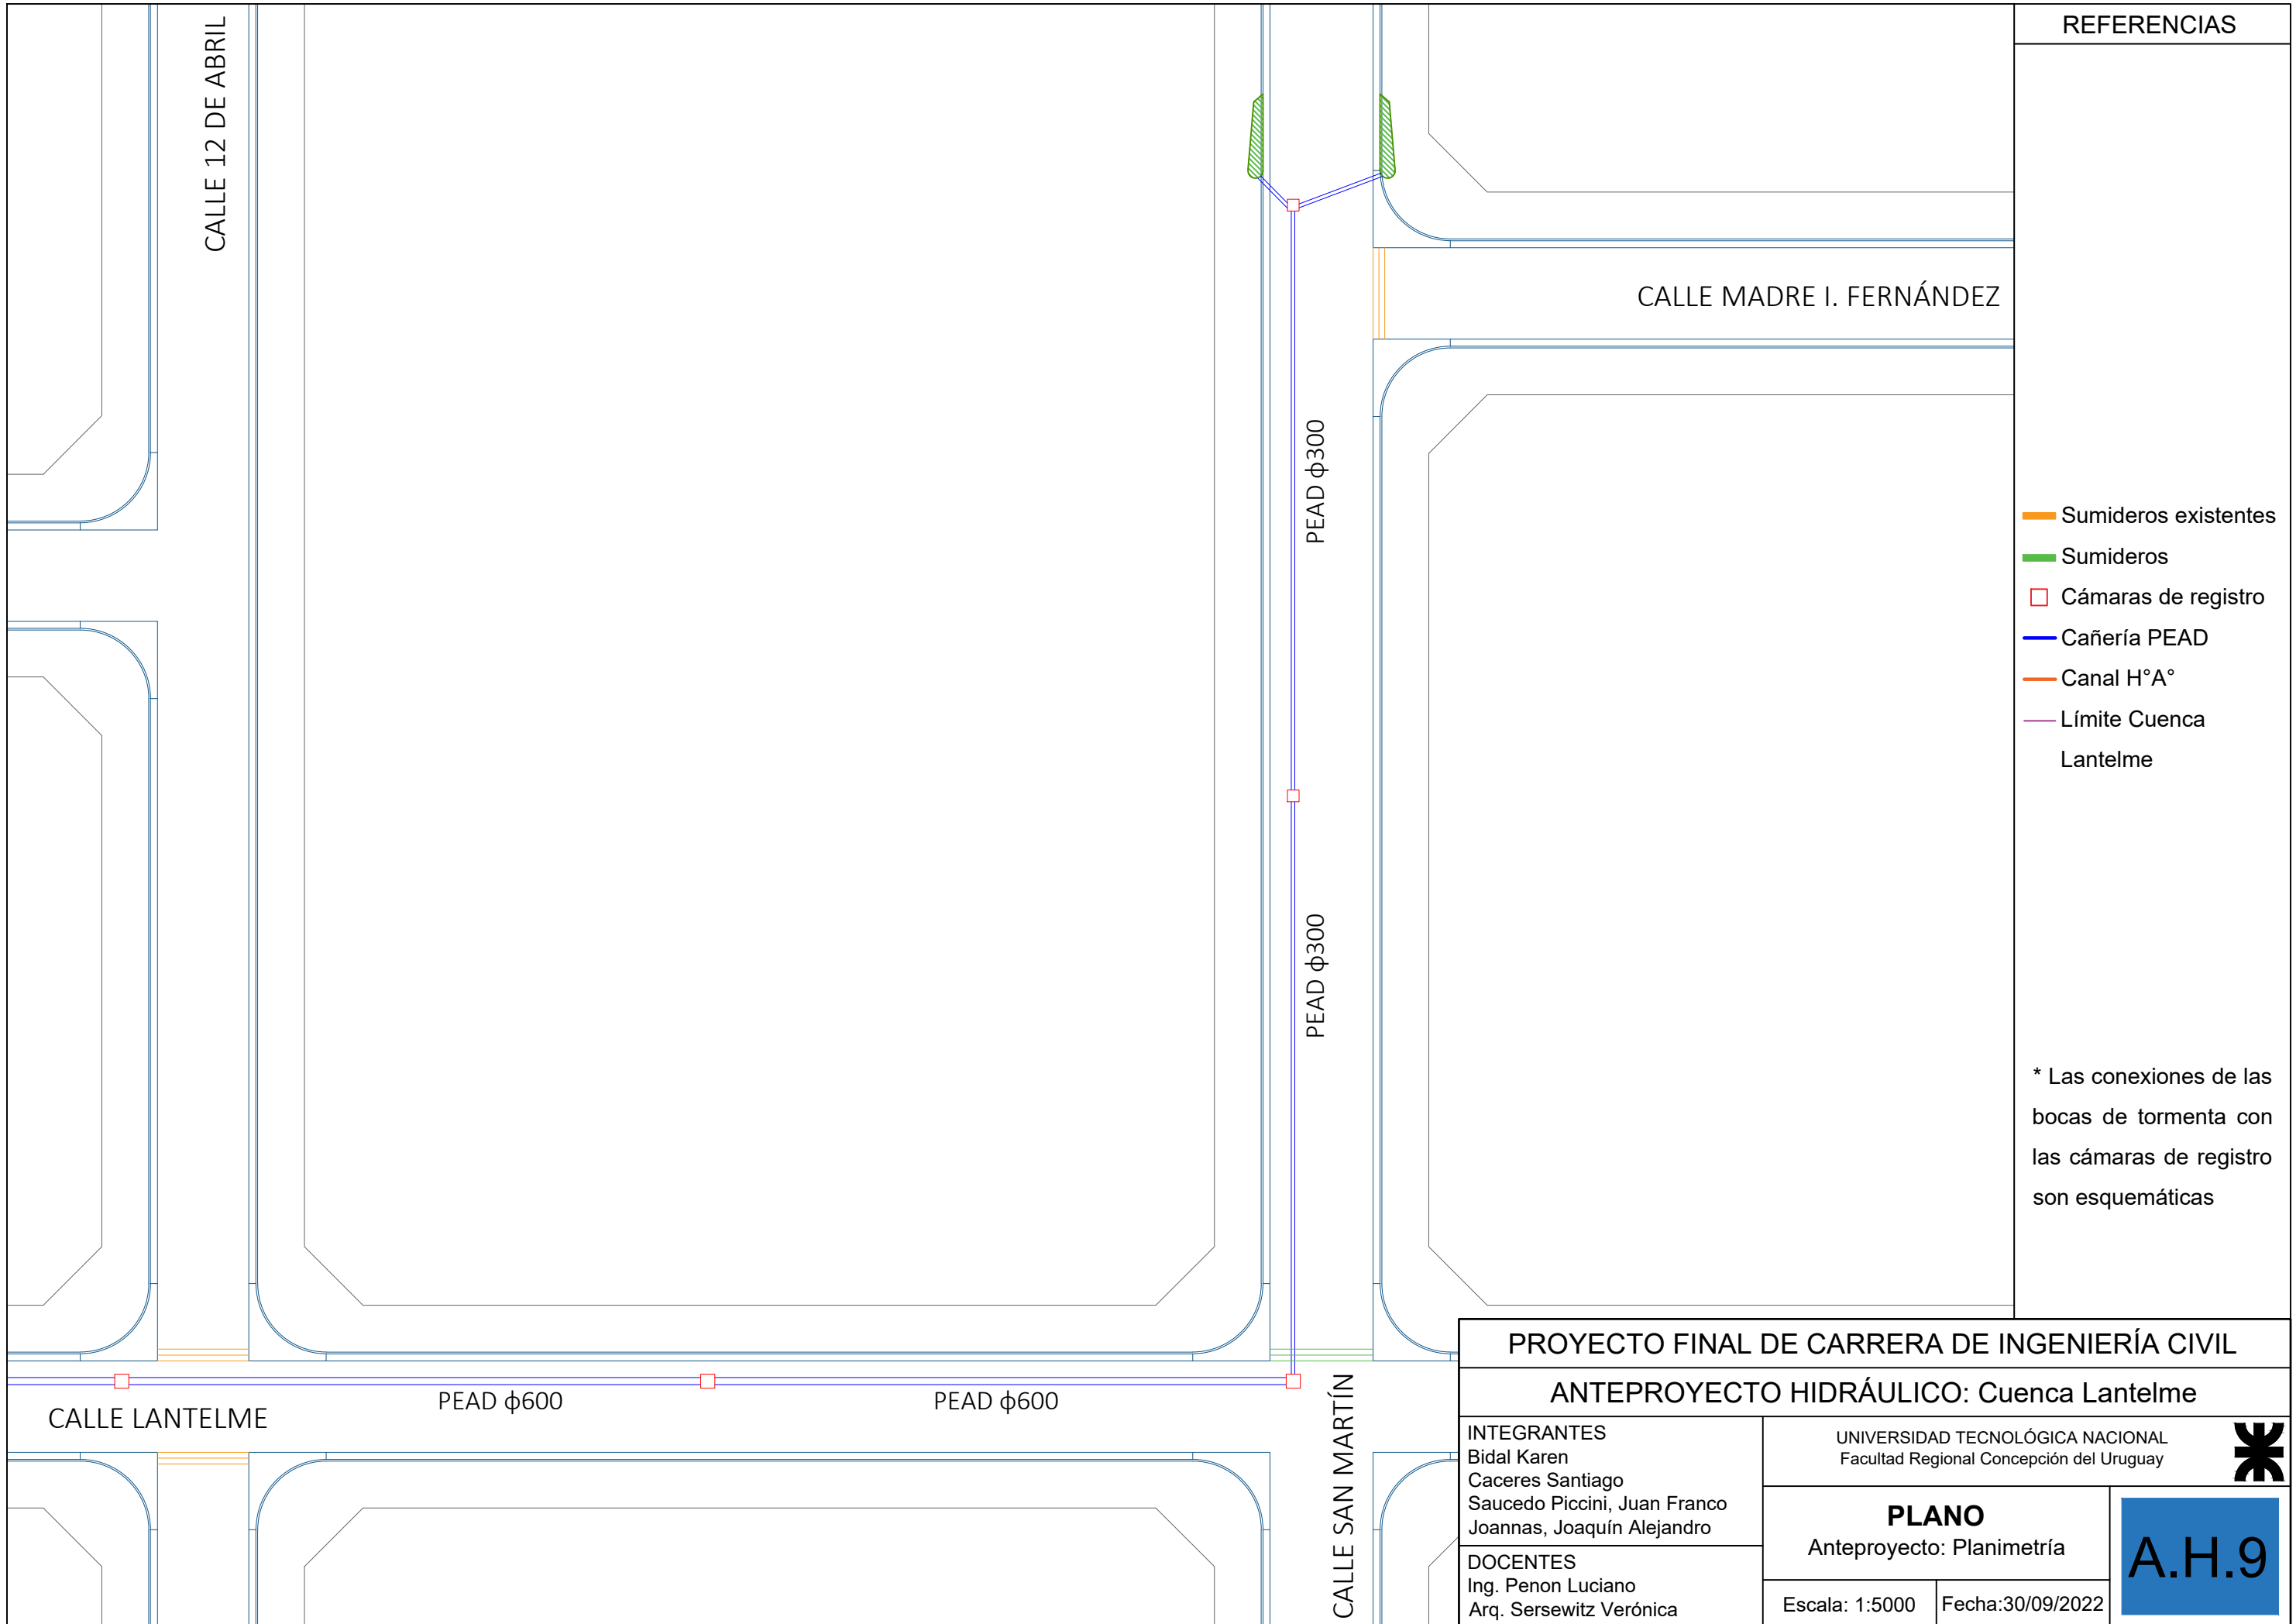 CALLE 12 DE ABRIL
CALLE MADRE I. FERNÁNDEZ
PEAD ϕ300
PEAD ϕ300
PEAD ϕ600
PEAD ϕ600
CALLE LANTELME
CALLE SAN MARTÍN
REFERENCIAS
Sumideros existentes
Sumideros
Cámaras de registro
Cañería PEAD
Canal H°A°
Límite Cuenca
Lantelme
* Las conexiones de las
bocas de tormenta con
las cámaras de registro
son esquemáticas
PROYECTO FINAL DE CARRERA DE INGENIERÍA CIVIL
ANTEPROYECTO HIDRÁULICO: Cuenca Lantelme
INTEGRANTES
Bidal Karen
Caceres Santiago
Saucedo Piccini, Juan Franco
Joannas, Joaquín Alejandro
DOCENTES
Ing. Penon Luciano
Arq. Sersewitz Verónica
UNIVERSIDAD TECNOLÓGICA NACIONAL
Facultad Regional Concepción del Uruguay
PLANO
Anteproyecto: Planimetría
Escala: 1:5000
Fecha:30/09/2022
A.H.9